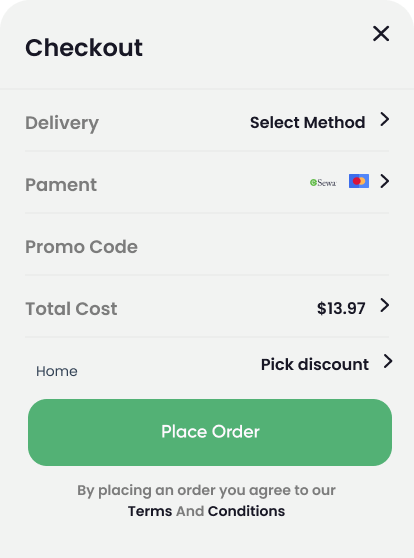 Checkout
Delivery Select Method
Pament eSewa
Promo Code
Total Cost $13.97
Pick discount
Home
Place Order
By placing an order you agree to our
Terms And Conditions